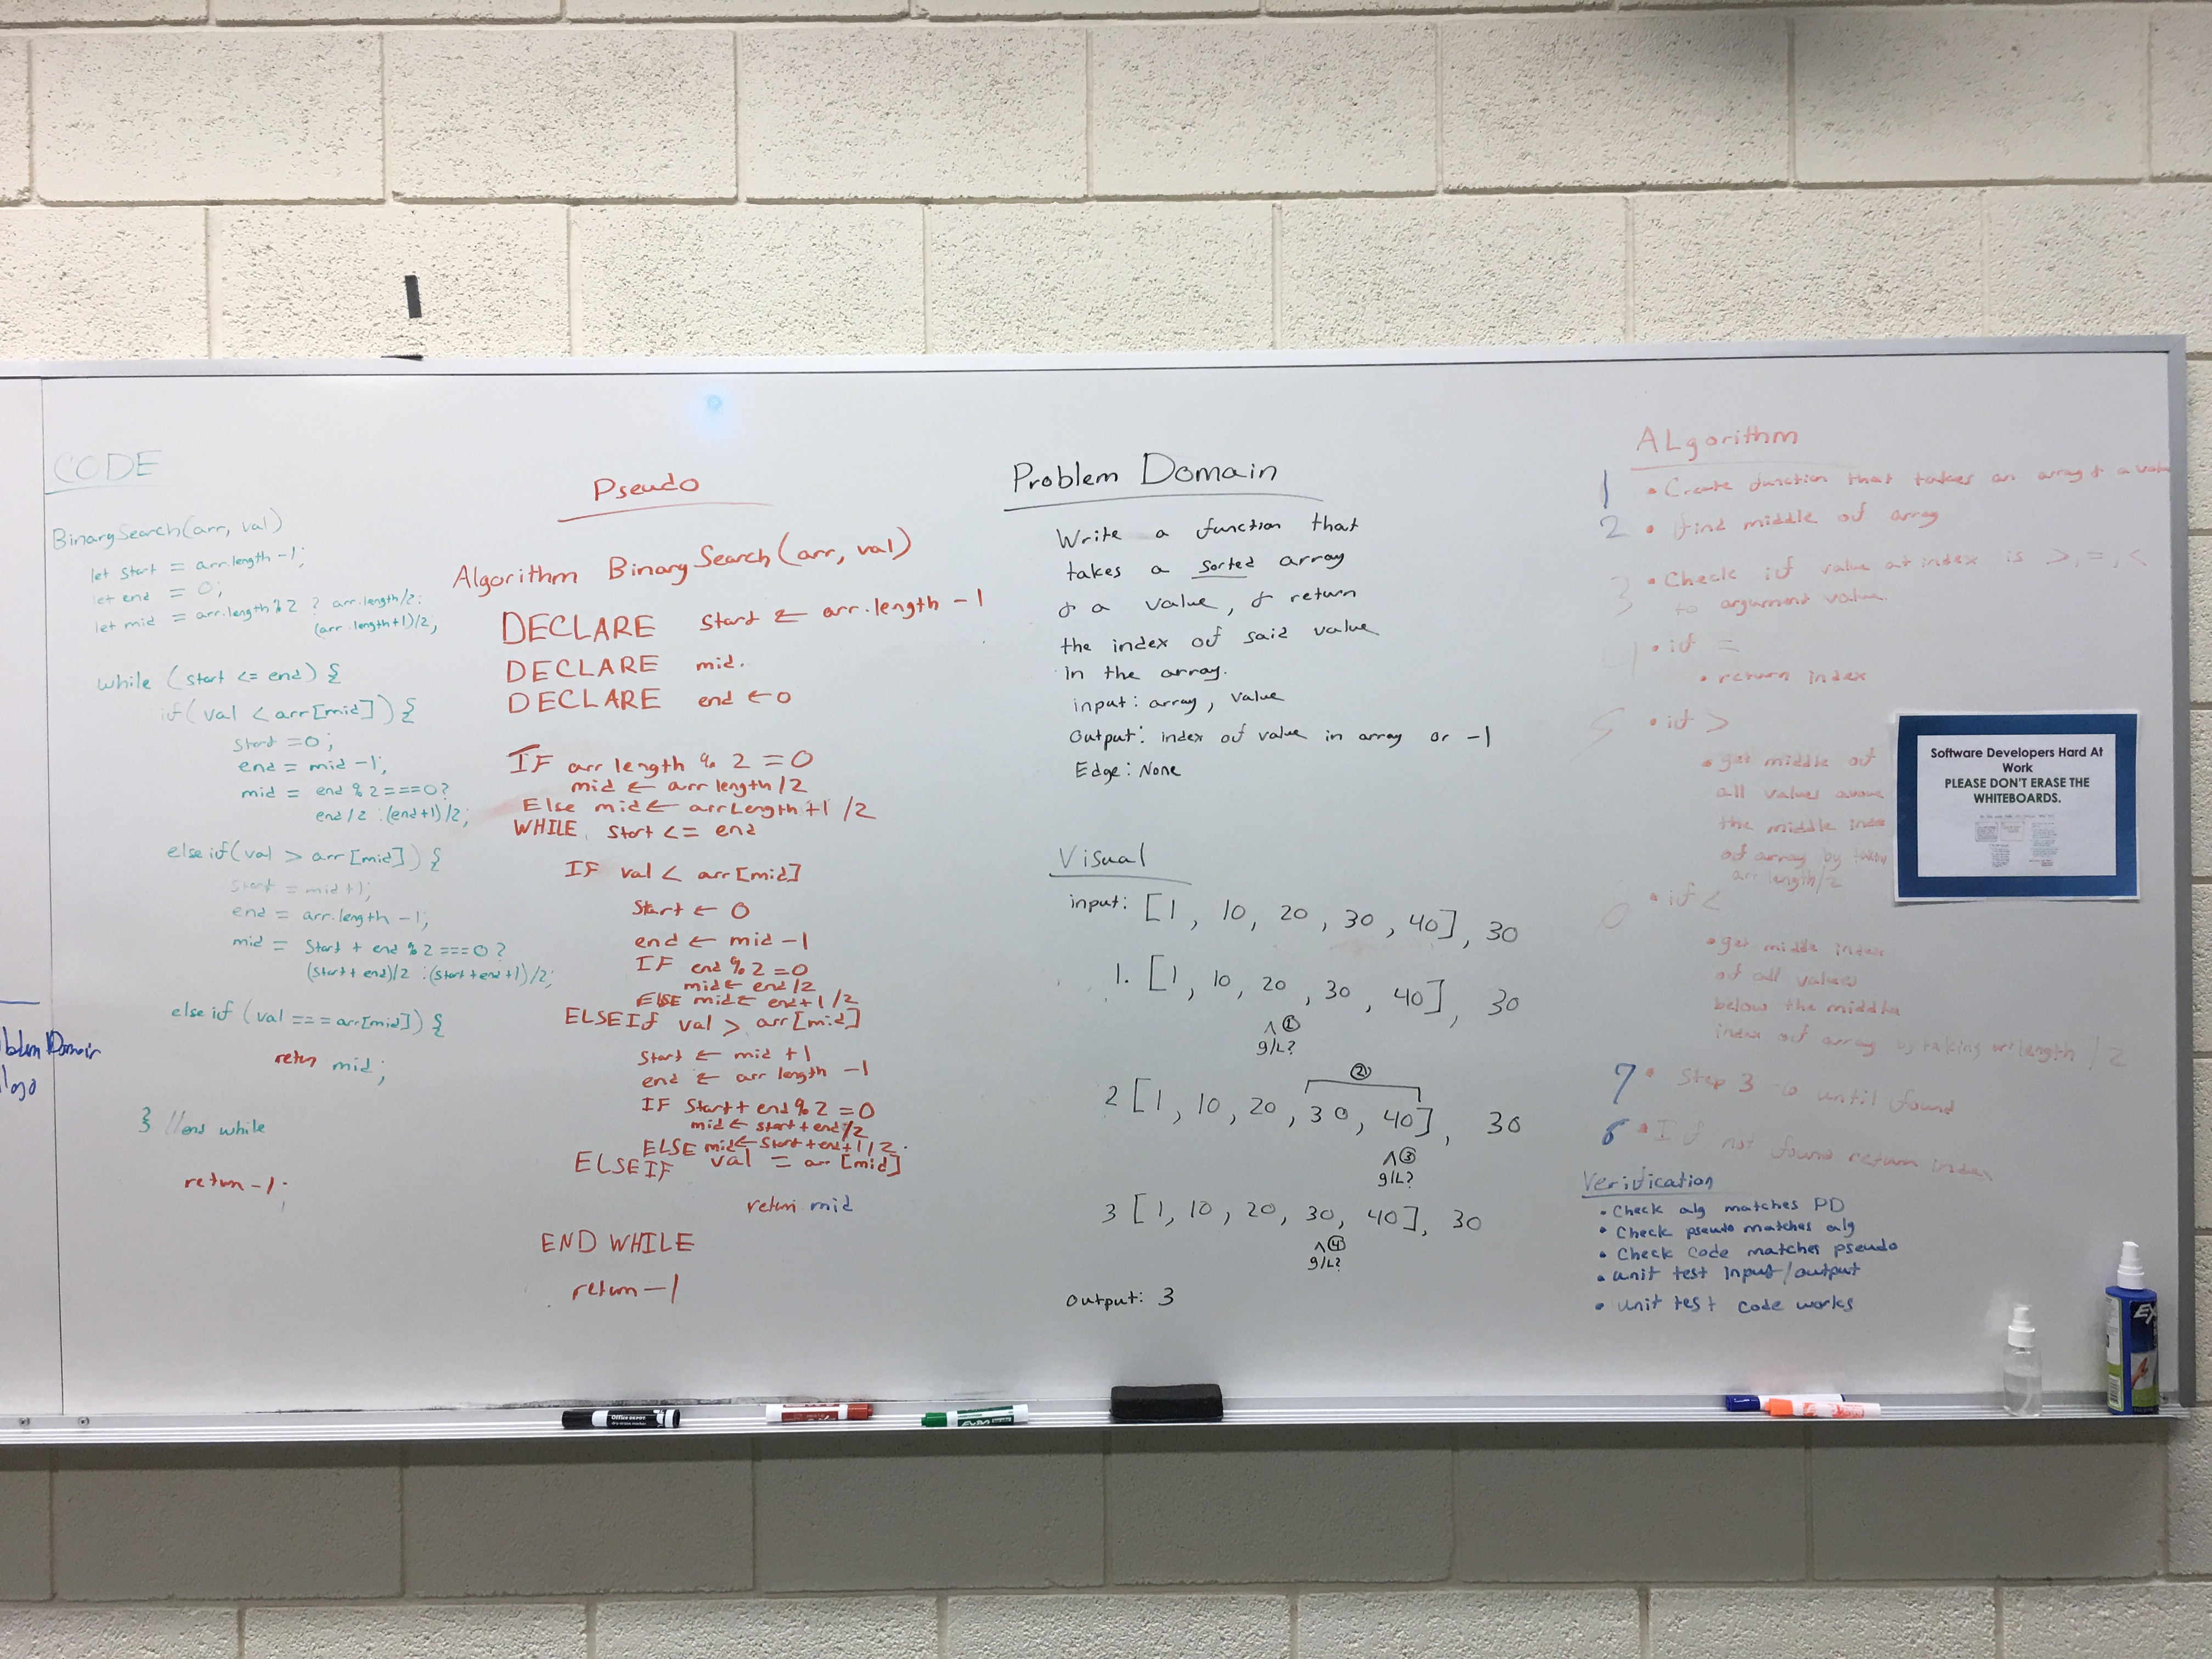 CODE
BinarySearch(arr, val)
let start = arr.length -1;
let end = 0;
let mid = arr.length % 2 ? arr.length/2:
(arr.length+1)/2;
while (start <= end) {
if (val < arr[mid]) {
start = 0;
end = mid -1;
mid = end % 2 === 0?
end/2 : (end+1)/2;
else if (val > arr[mid]) {
start = mid+1;
end = arr.length -1;
mid = start + end % 2 === 0?
(start + end)/2 : (start+end+1)/2;
else if (val === arr[mid]) {
retun mid;
} //end while
return -1;
blem Domain
lgo
Pseudo
Algorithm BinarySearch(arr, val)
DECLARE start ← arr.length -1
DECLARE mid.
DECLARE end ← 0
IF arr length % 2 = 0
mid ← arr length/2
Else mid ← arr Length +1 /2
WHILE start <= end
IF val < arr[mid]
Start ← 0
end ← mid -1
IF end % 2 = 0
mid ← end/2
ELSE mid ← end+1/2
ELSEIF val > arr[mid]
Start ← mid +1
end ← arr length -1
IF Start + end % 2 = 0
mid ← start + end/2
ELSE mid ← Start + end+1/2.
ELSEIF val = arr[mid]
return mid
END WHILE
return -1
Problem Domain
Write a function that
takes a sorted array
& a value, & return
the index of said value
in the array.
input: array, value
Output: index of value in array or -1
Edge: None
Visual
input: [1, 10, 20, 30, 40], 30
1. [1, 10, 20, 30, 40], 30
^ ①
g/L?
②
2 [1, 10, 20, 30, 40], 30
^ ③
g/L?
3 [1, 10, 20, 30, 40], 30
^ ④
g/L?
Output: 3
ALgorithm
1 • Create function that takes an array & a value
2 • find middle of array
3 • Check if value at index is >, =, <
to argument value.
4 • if =
• return index
5 • if >
• get middle of
all values above
the middle index
of array by
arr length/2
• if <
• get middle index
of all values
below the middle
index of array by taking arr length / 2
7 • Step 3 until found
8 • If not found return index
Software Developers Hard At
Work
PLEASE DON'T ERASE THE
WHITEBOARDS.
Verification
• Check alg matches PD
• Check pseudo matches alg
• Check code matches pseudo
• unit test input/output
• unit test code works
Office DEPOT
EXPO
EX